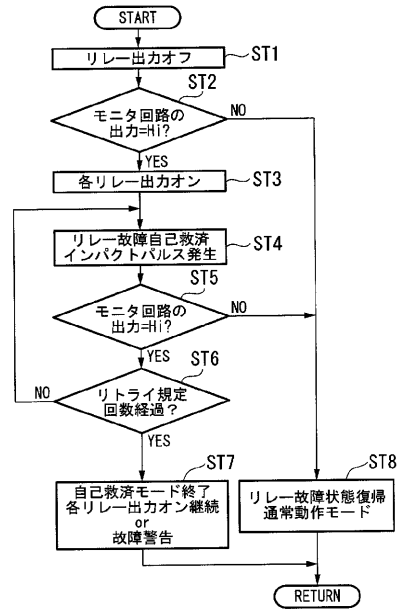 START
リレー出力オフ
ST1
ST2
モニタ回路の
出力=Hi?
NO
YES
各リレー出力オン
ST3
リレー故障自己救済
インパクトパルス発生
ST4
ST5
モニタ回路の
出力=Hi?
NO
YES
ST6
リトライ規定
回数経過?
NO
YES
ST7
自己救済モード終了
各リレー出力オン継続
or
故障警告
ST8
リレー故障状態復帰
通常動作モード
RETURN